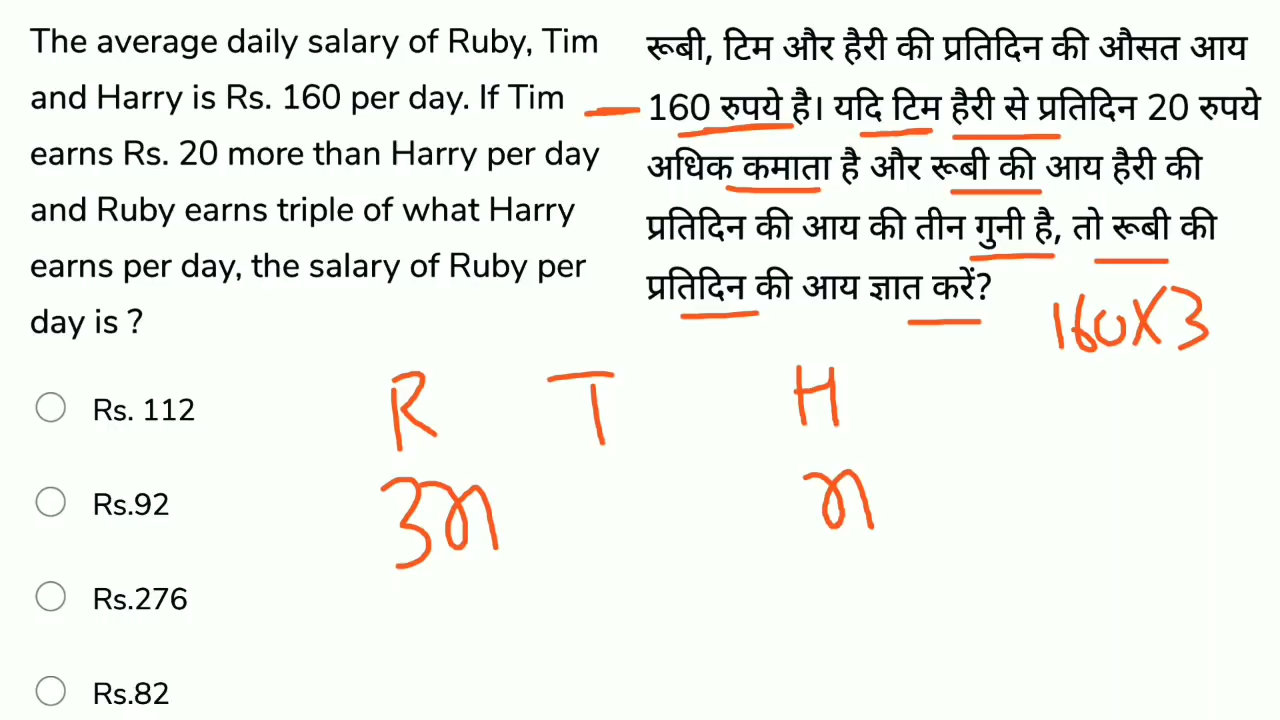 The average daily salary of Ruby, Tim
and Harry is Rs. 160 per day. If Tim
earns Rs. 20 more than Harry per day
and Ruby earns triple of what Harry
earns per day, the salary of Ruby per
day is ?
Rs. 112
Rs.92
Rs.276
Rs.82
रूबी, टिम और हैरी की प्रतिदिन की औसत आय
160 रुपये है। यदि टिम हैरी से प्रतिदिन 20 रुपये
अधिक कमाता है और रूबी की आय हैरी की
प्रतिदिन की आय की तीन गुनी है, तो रूबी की
प्रतिदिन की आय ज्ञात करें?
160X3
R T H
3x x